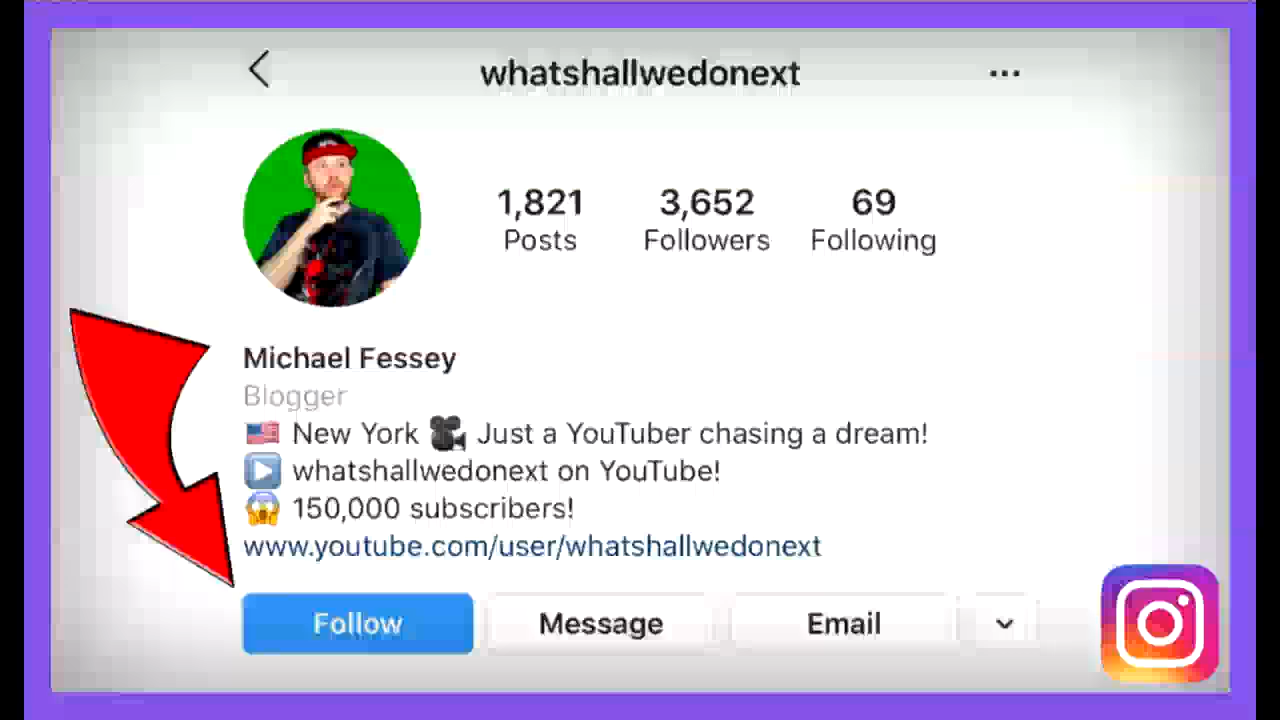 whatshallwedonext ...
1,821 3,652 69
Posts Followers Following
Michael Fessey
Blogger
🇺🇸 New York 🎥 Just a YouTuber chasing a dream!
▶️ whatshallwedonext on YouTube!
😱 150,000 subscribers!
www.youtube.com/user/whatshallwedonext
Follow Message Email